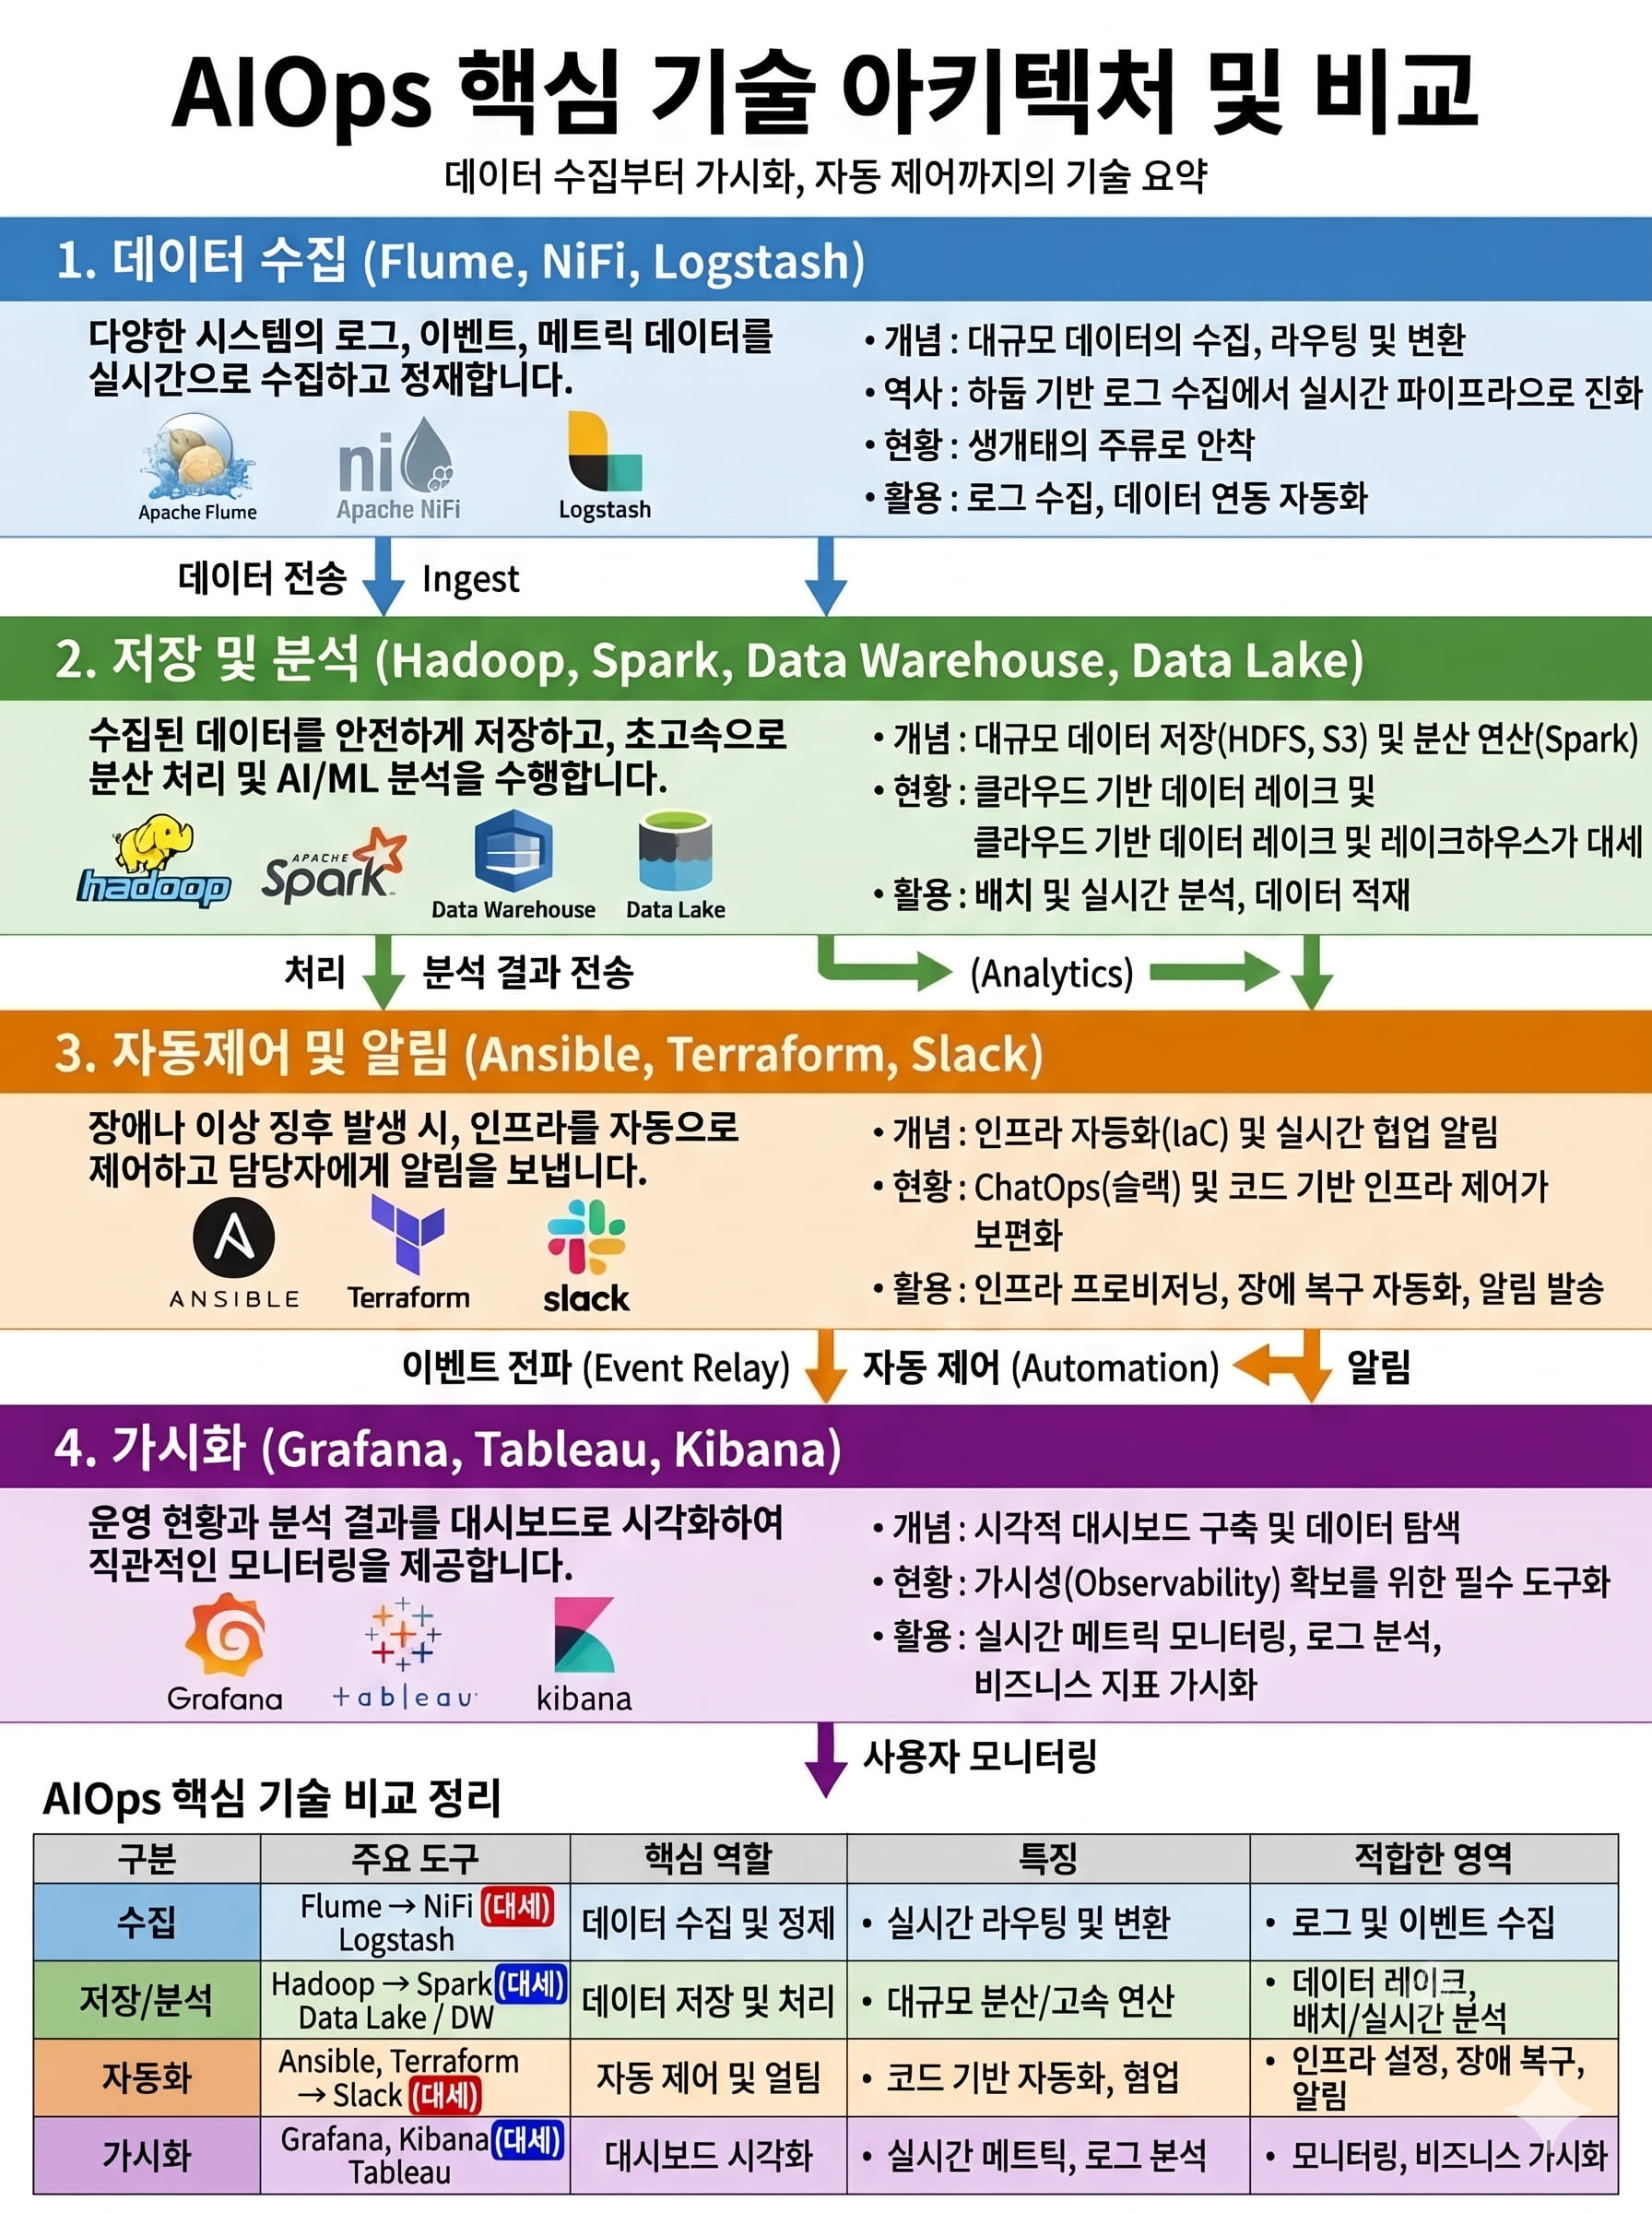 AIOps 핵심 기술 아키텍처 및 비교
데이터 수집부터 가시화, 자동 제어까지의 기술 요약
1. 데이터 수집 (Flume, NiFi, Logstash)
다양한 시스템의 로그, 이벤트, 메트릭 데이터를
실시간으로 수집하고 정재합니다.
Apache Flume
ni
Apache NiFi
Logstash
• 개념 : 대규모 데이터의 수집, 라우팅 및 변환
• 역사 : 하둡 기반 로그 수집에서 실시간 파이프라으로 진화
• 현황 : 생개태의 주류로 안착
• 활용 : 로그 수집, 데이터 연동 자동화
데이터 전송
Ingest
2. 저장 및 분석 (Hadoop, Spark, Data Warehouse, Data Lake)
수집된 데이터를 안전하게 저장하고, 초고속으로
분산 처리 및 AI/ML 분석을 수행합니다.
hadoop
APACHE
Spark
Data Warehouse
Data Lake
• 개념 : 대규모 데이터 저장(HDFS, S3) 및 분산 연산(Spark)
• 현황 : 클라우드 기반 데이터 레이크 및
클라우드 기반 데이터 레이크 및 레이크하우스가 대세
• 활용 : 배치 및 실시간 분석, 데이터 적재
처리
분석 결과 전송
(Analytics)
3. 자동제어 및 알림 (Ansible, Terraform, Slack)
장애나 이상 징후 발생 시, 인프라를 자동으로
제어하고 담당자에게 알림을 보냅니다.
ANSIBLE
Terraform
slack
• 개념 : 인프라 자등화(IaC) 및 실시간 협업 알림
• 현황 : ChatOps(슬랙) 및 코드 기반 인프라 제어가
보편화
• 활용 : 인프라 프로비저닝, 장에 복구 자동화, 알림 발송
이벤트 전파 (Event Relay)
자동 제어 (Automation)
알림
4. 가시화 (Grafana, Tableau, Kibana)
운영 현황과 분석 결과를 대시보드로 시각화하여
직관적인 모니터링을 제공합니다.
Grafana
+ableau
kibana
• 개념 : 시각적 대시보드 구축 및 데이터 탐색
• 현황 : 가시성(Observability) 확보를 위한 필수 도구화
• 활용 : 실시간 메트릭 모니터링, 로그 분석,
비즈니스 지표 가시화
사용자 모니터링
AIOps 핵심 기술 비교 정리
구분
주요 도구
핵심 역할
특징
적합한 영역
수집
Flume → NiFi (대세)
Logstash
데이터 수집 및 정제
• 실시간 라우팅 및 변환
• 로그 및 이벤트 수집
저장/분석
Hadoop → Spark (대세)
Data Lake / DW
데이터 저장 및 처리
• 대규모 분산/고속 연산
• 데이터 레이크,
배치/실시간 분석
자동화
Ansible, Terraform
→ Slack (대세)
자동 제어 및 얼팀
• 코드 기반 자동화, 혐업
• 인프라 설정, 장애 복구,
알림
가시화
Grafana, Kibana (대세)
Tableau
대시보드 시각화
• 실시간 메트틱, 로그 분석
• 모니터링, 비즈니스 가시화